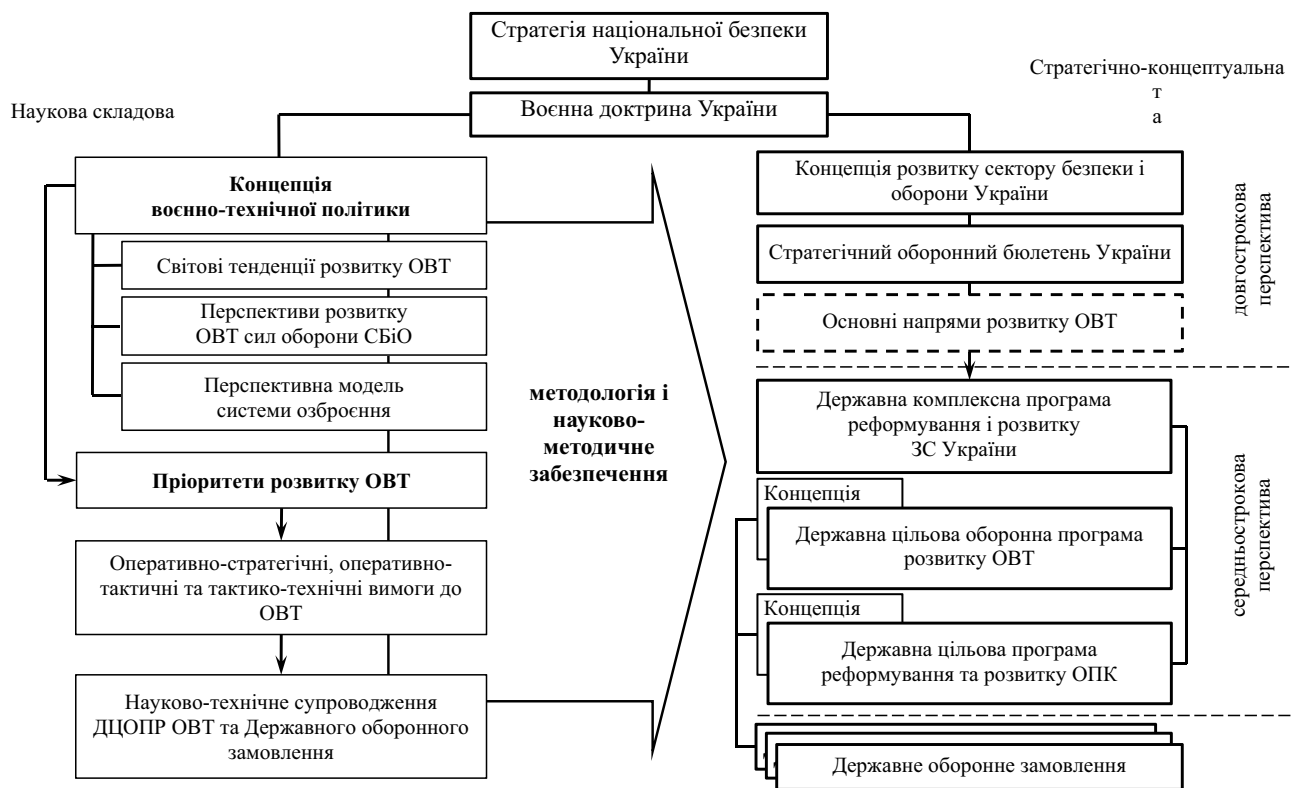 Стратегія національної безпеки
України
Воєнна доктрина України
Наукова складова
Стратегічно-концептуальна
т
а
Концепція
воєнно-технічної політики
Світові тенденції розвитку ОВТ
Перспективи розвитку
ОВТ сил оборони СБіО
Перспективна модель
системи озброєння
Пріоритети розвитку ОВТ
Оперативно-стратегічні, оперативно-
тактичні та тактико-технічні вимоги до
ОВТ
Науково-технічне супроводження
ДЦОПР ОВТ та Державного оборонного
замовлення
методологія і
науково-
методичне
забезпечення
Концепція розвитку сектору безпеки і
оборони України
Стратегічний оборонний бюлетень України
Основні напрями розвитку ОВТ
довгострокова
перспектива
Державна комплексна програма
реформування і розвитку
ЗС України
Концепція
Державна цільова оборонна програма
розвитку ОВТ
Концепція
Державна цільова програма
реформування та розвитку ОПК
середньострокова
перспектива
Державне оборонне замовлення